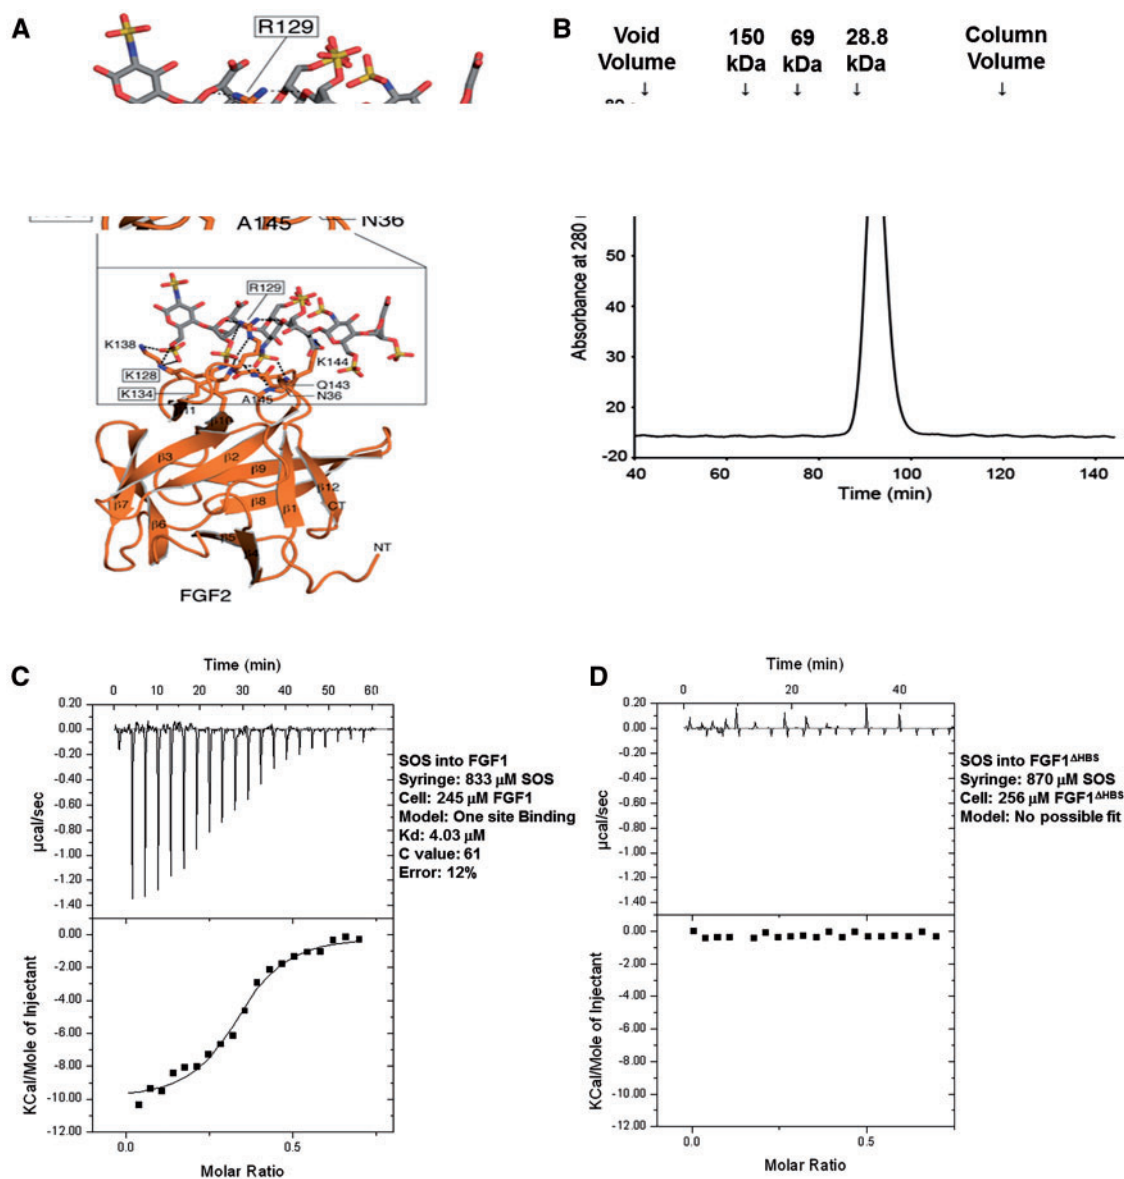 A
R129
A145
N36
R129
K138
K128
K134
K144
Q143
N36
A145
β3
β2
β9
β8
β7
β6
β1
β12
β5
CT
NT
FGF2
B
Void Volume
150 kDa
69 kDa
28.8 kDa
Column Volume
Absorbance at 280
50
50
30
20
-20
40
60
80
100
120
140
Time (min)
C
Time (min)
0 10 20 30 40 50 60
0.20
0.00
-0.20
-0.40
-0.60
-0.80
-1.00
-1.20
-1.40
µcal/sec
SOS into FGF1
Syringe: 833 µM SOS
Cell: 245 µM FGF1
Model: One site Binding
Kd: 4.03 µM
C value: 61
Error: 12%
0.00
-2.00
-4.00
-6.00
-8.00
-10.00
-12.00
KCal/Mole of Injectant
0.0 0.5
Molar Ratio
D
Time (min)
0 20 40
0.20
0.00
-0.20
-0.40
-0.60
-0.80
-1.00
-1.20
-1.40
µcal/sec
SOS into FGF1ΔHBS
Syringe: 870 µM SOS
Cell: 256 µM FGF1ΔHBS
Model: No possible fit
0.00
-2.00
-4.00
-6.00
-8.00
-10.00
-12.00
KCal/Mole of Injectant
0.0 0.5
Molar Ratio